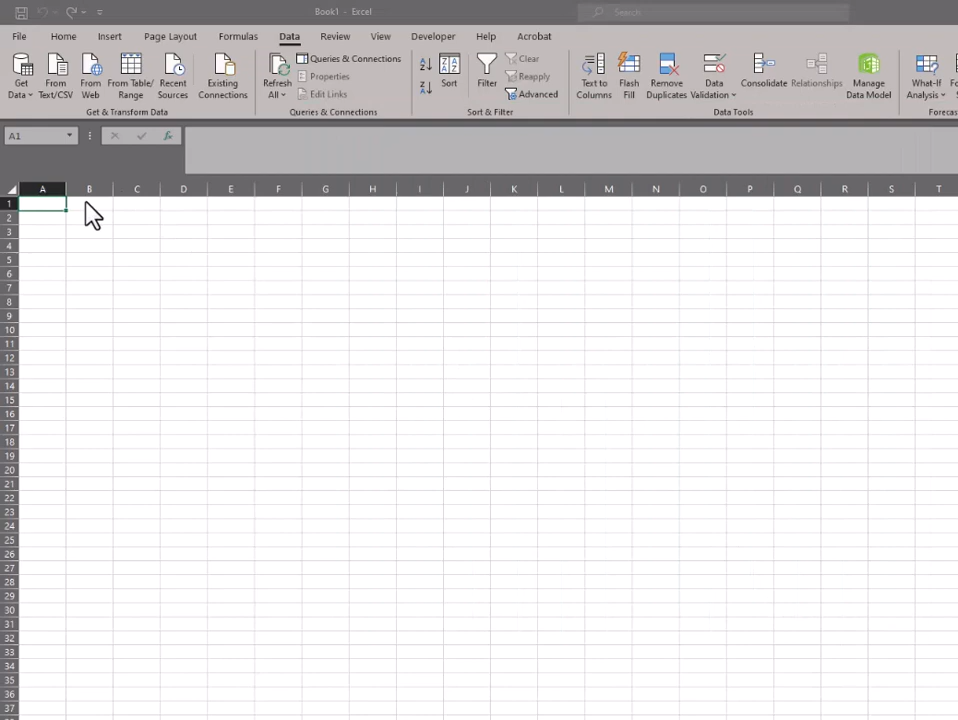 Book1 - Excel
Search
File Home Insert Page Layout Formulas Data Review View Developer Help Acrobat
Get Data
From Text/CSV
From Web
From Table/ Range
Recent Sources
Existing Connections
Get & Transform Data
Refresh All
Queries & Connections
Properties
Edit Links
Queries & Connections
Sort
Filter
Clear
Reapply
Advanced
Sort & Filter
Text to Columns
Flash Fill
Remove Duplicates
Data Validation
Consolidate
Relationships
Manage Data Model
Data Tools
What-If Analysis
Fo
Forecas
A1
fx
A B C D E F G H I J K L M N O P Q R S T
1
2
3
4
5
6
7
8
9
10
11
12
13
14
15
16
17
18
19
20
21
22
23
24
25
26
27
28
29
30
31
32
33
34
35
36
37